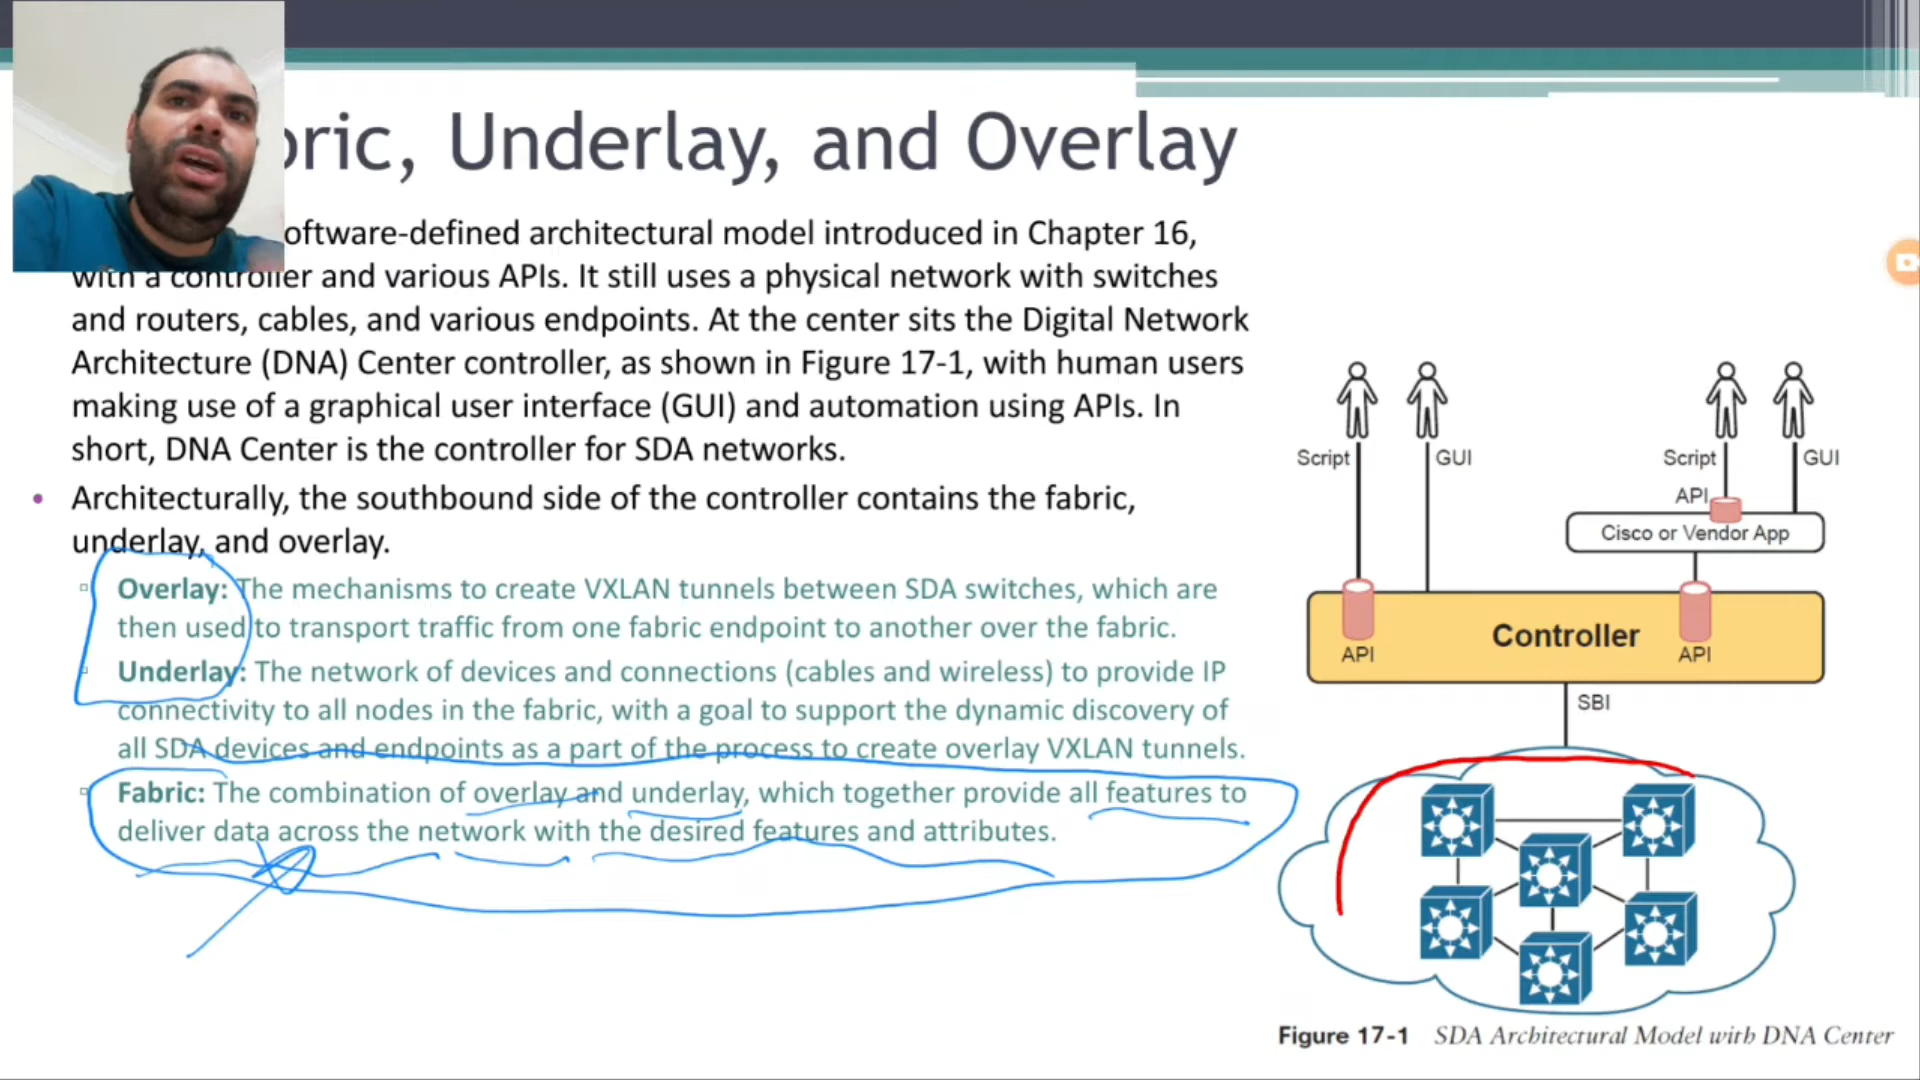 ric, Underlay, and Overlay
oftware-defined architectural model introduced in Chapter 16,
with a controller and various APIs. It still uses a physical network with switches
and routers, cables, and various endpoints. At the center sits the Digital Network
Architecture (DNA) Center controller, as shown in Figure 17-1, with human users
making use of a graphical user interface (GUI) and automation using APIs. In
short, DNA Center is the controller for SDA networks.
• Architecturally, the southbound side of the controller contains the fabric,
underlay, and overlay.
Overlay: The mechanisms to create VXLAN tunnels between SDA switches, which are
then used to transport traffic from one fabric endpoint to another over the fabric.
Underlay: The network of devices and connections (cables and wireless) to provide IP
connectivity to all nodes in the fabric, with a goal to support the dynamic discovery of
all SDA devices and endpoints as a part of the process to create overlay VXLAN tunnels.
Fabric: The combination of overlay and underlay, which together provide all features to
deliver data across the network with the desired features and attributes.
Script GUI Script GUI
API
Cisco or Vendor App
Controller
API API
SBI
Figure 17-1 SDA Architectural Model with DNA Center